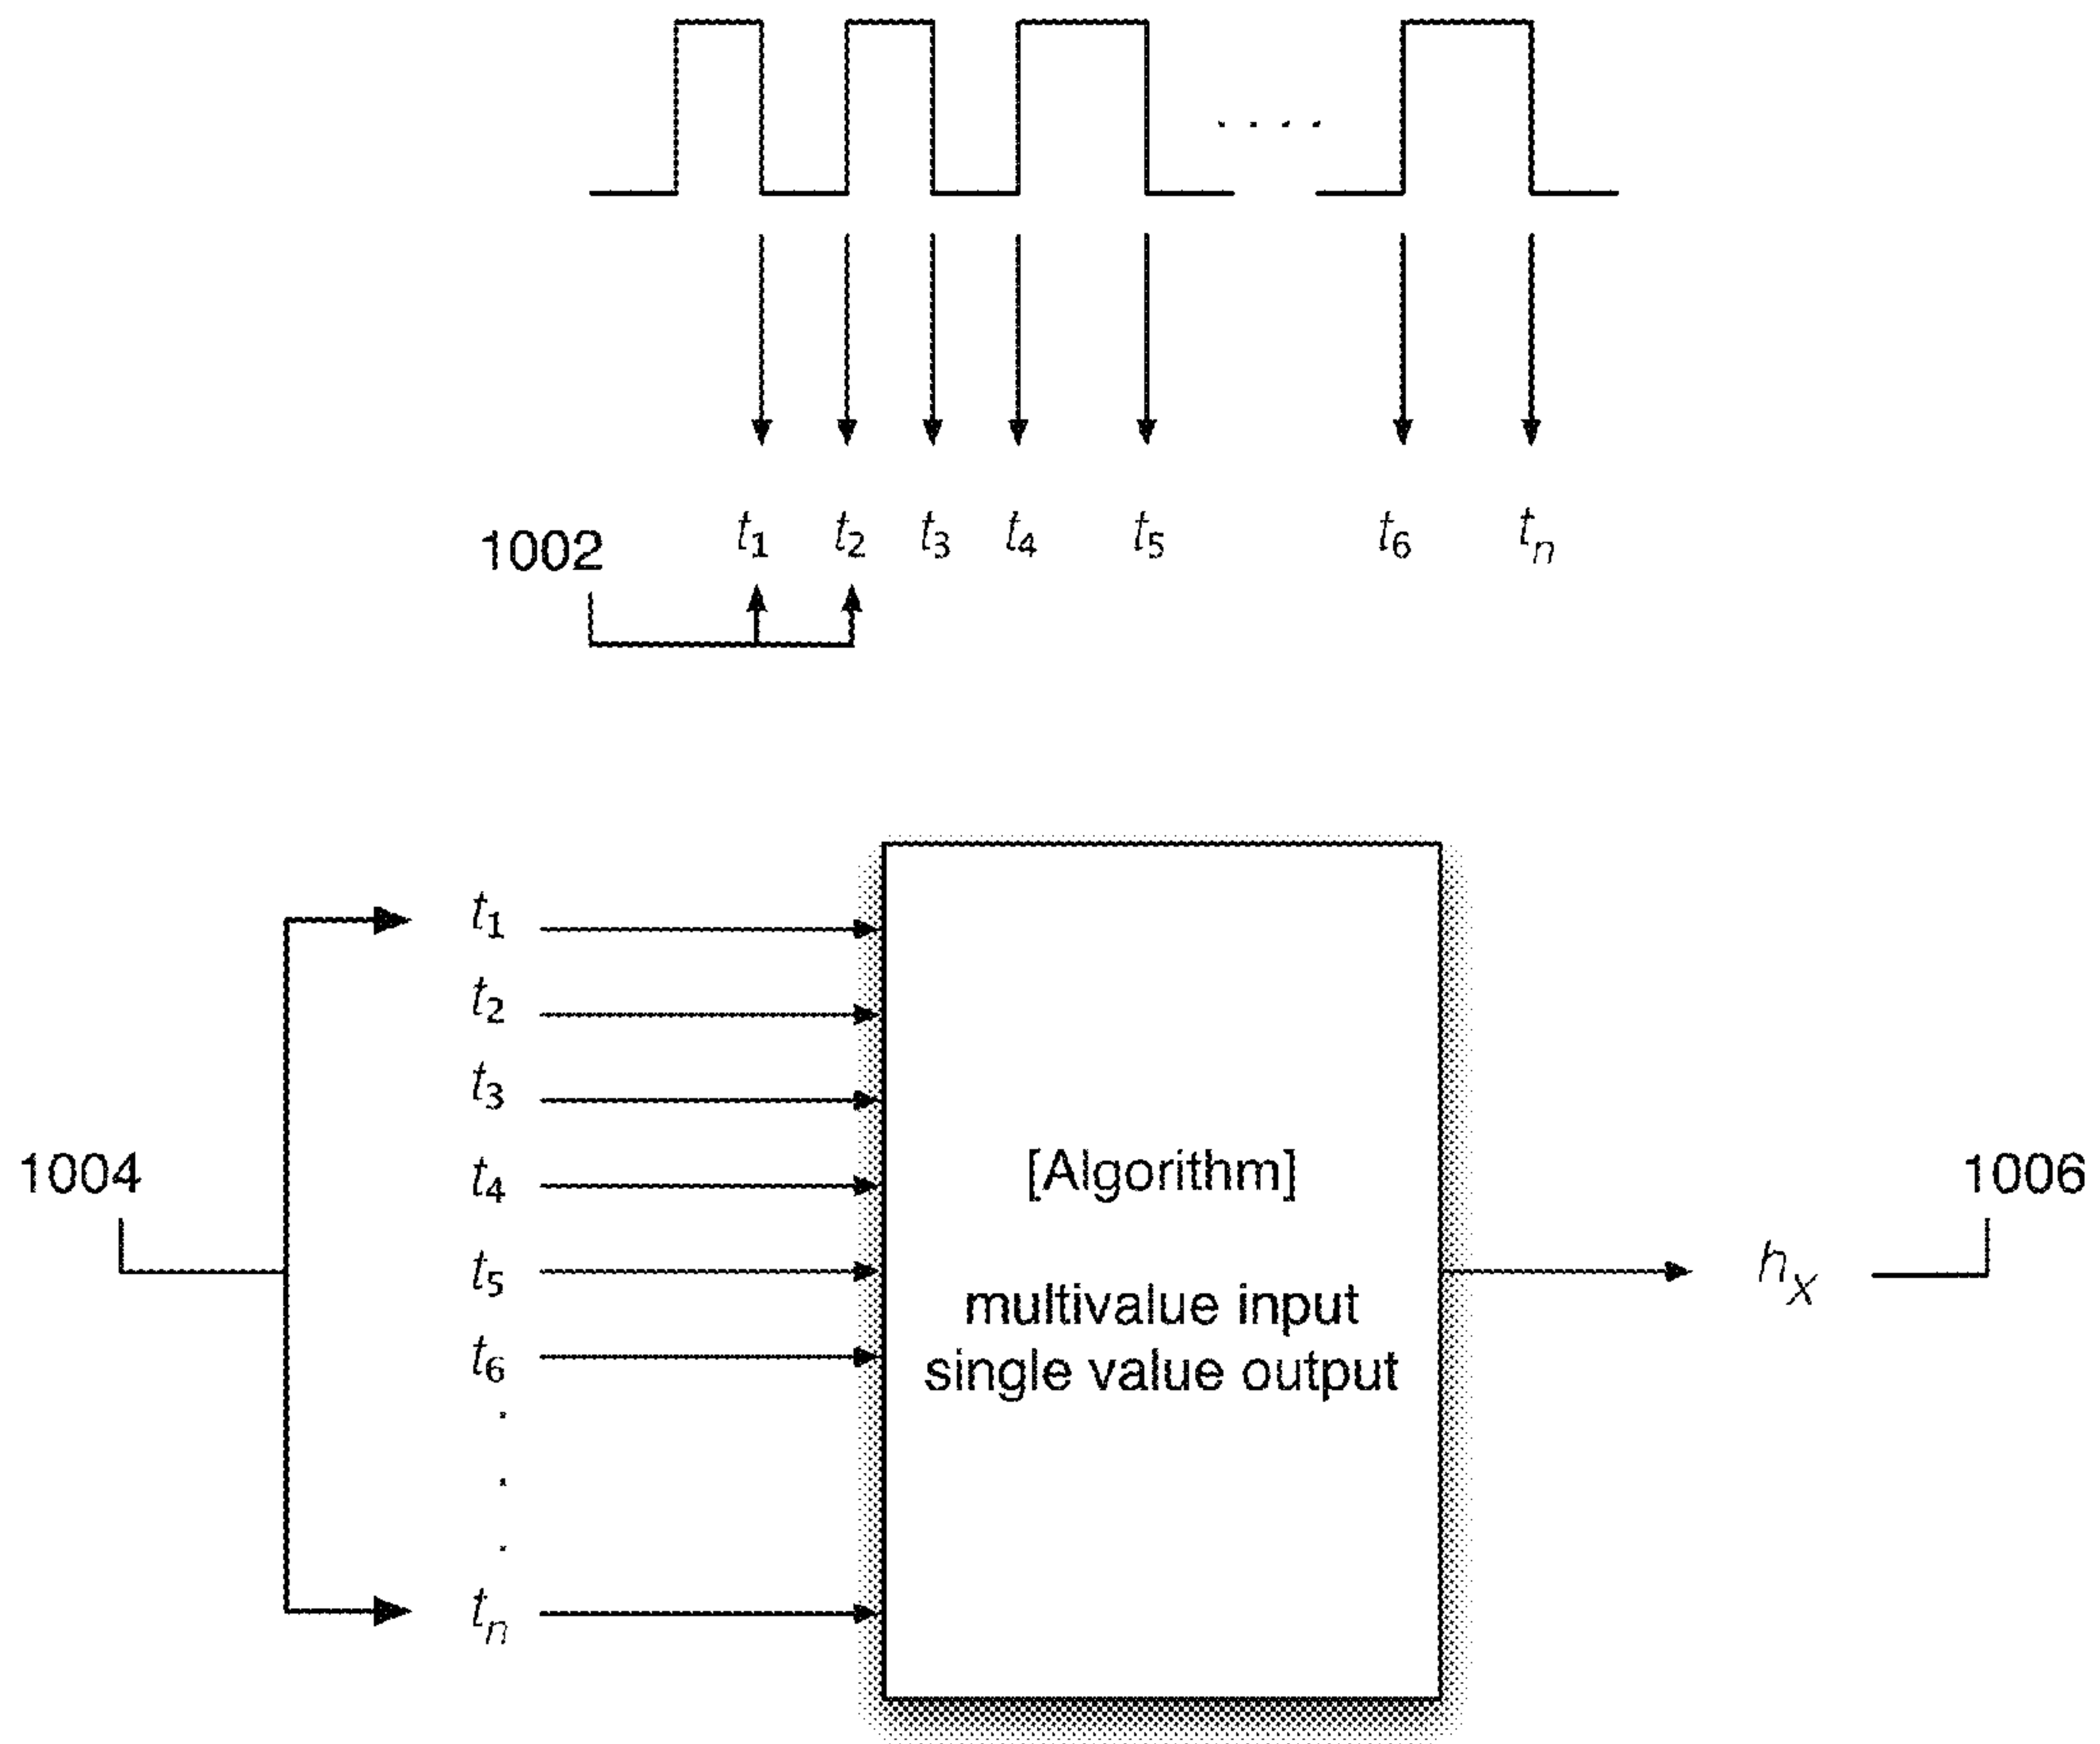 . . . .
t1 t2 t3 t4 t5 t6 tn
1002
t1
t2
t3
t4
t5
t6
.
.
.
tn
1004
[Algorithm]
multivalue input
single value output
hx
1006